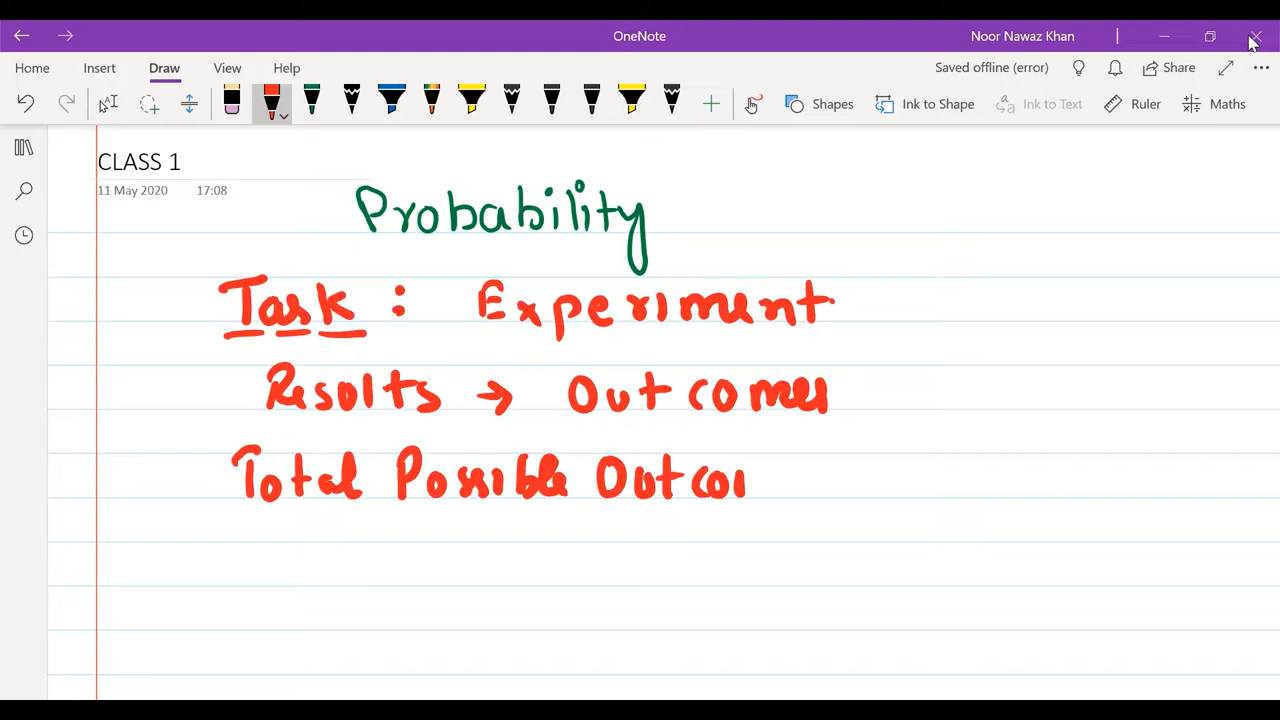 OneNote
Noor Nawaz Khan
Home Insert Draw View Help
Saved offline (error) Share
Shapes Ink to Shape Ink to Text Ruler Maths
CLASS 1
11 May 2020 17:08
Probability
Task : Experiment
Results → Outcomes
Total Possible Outcoı